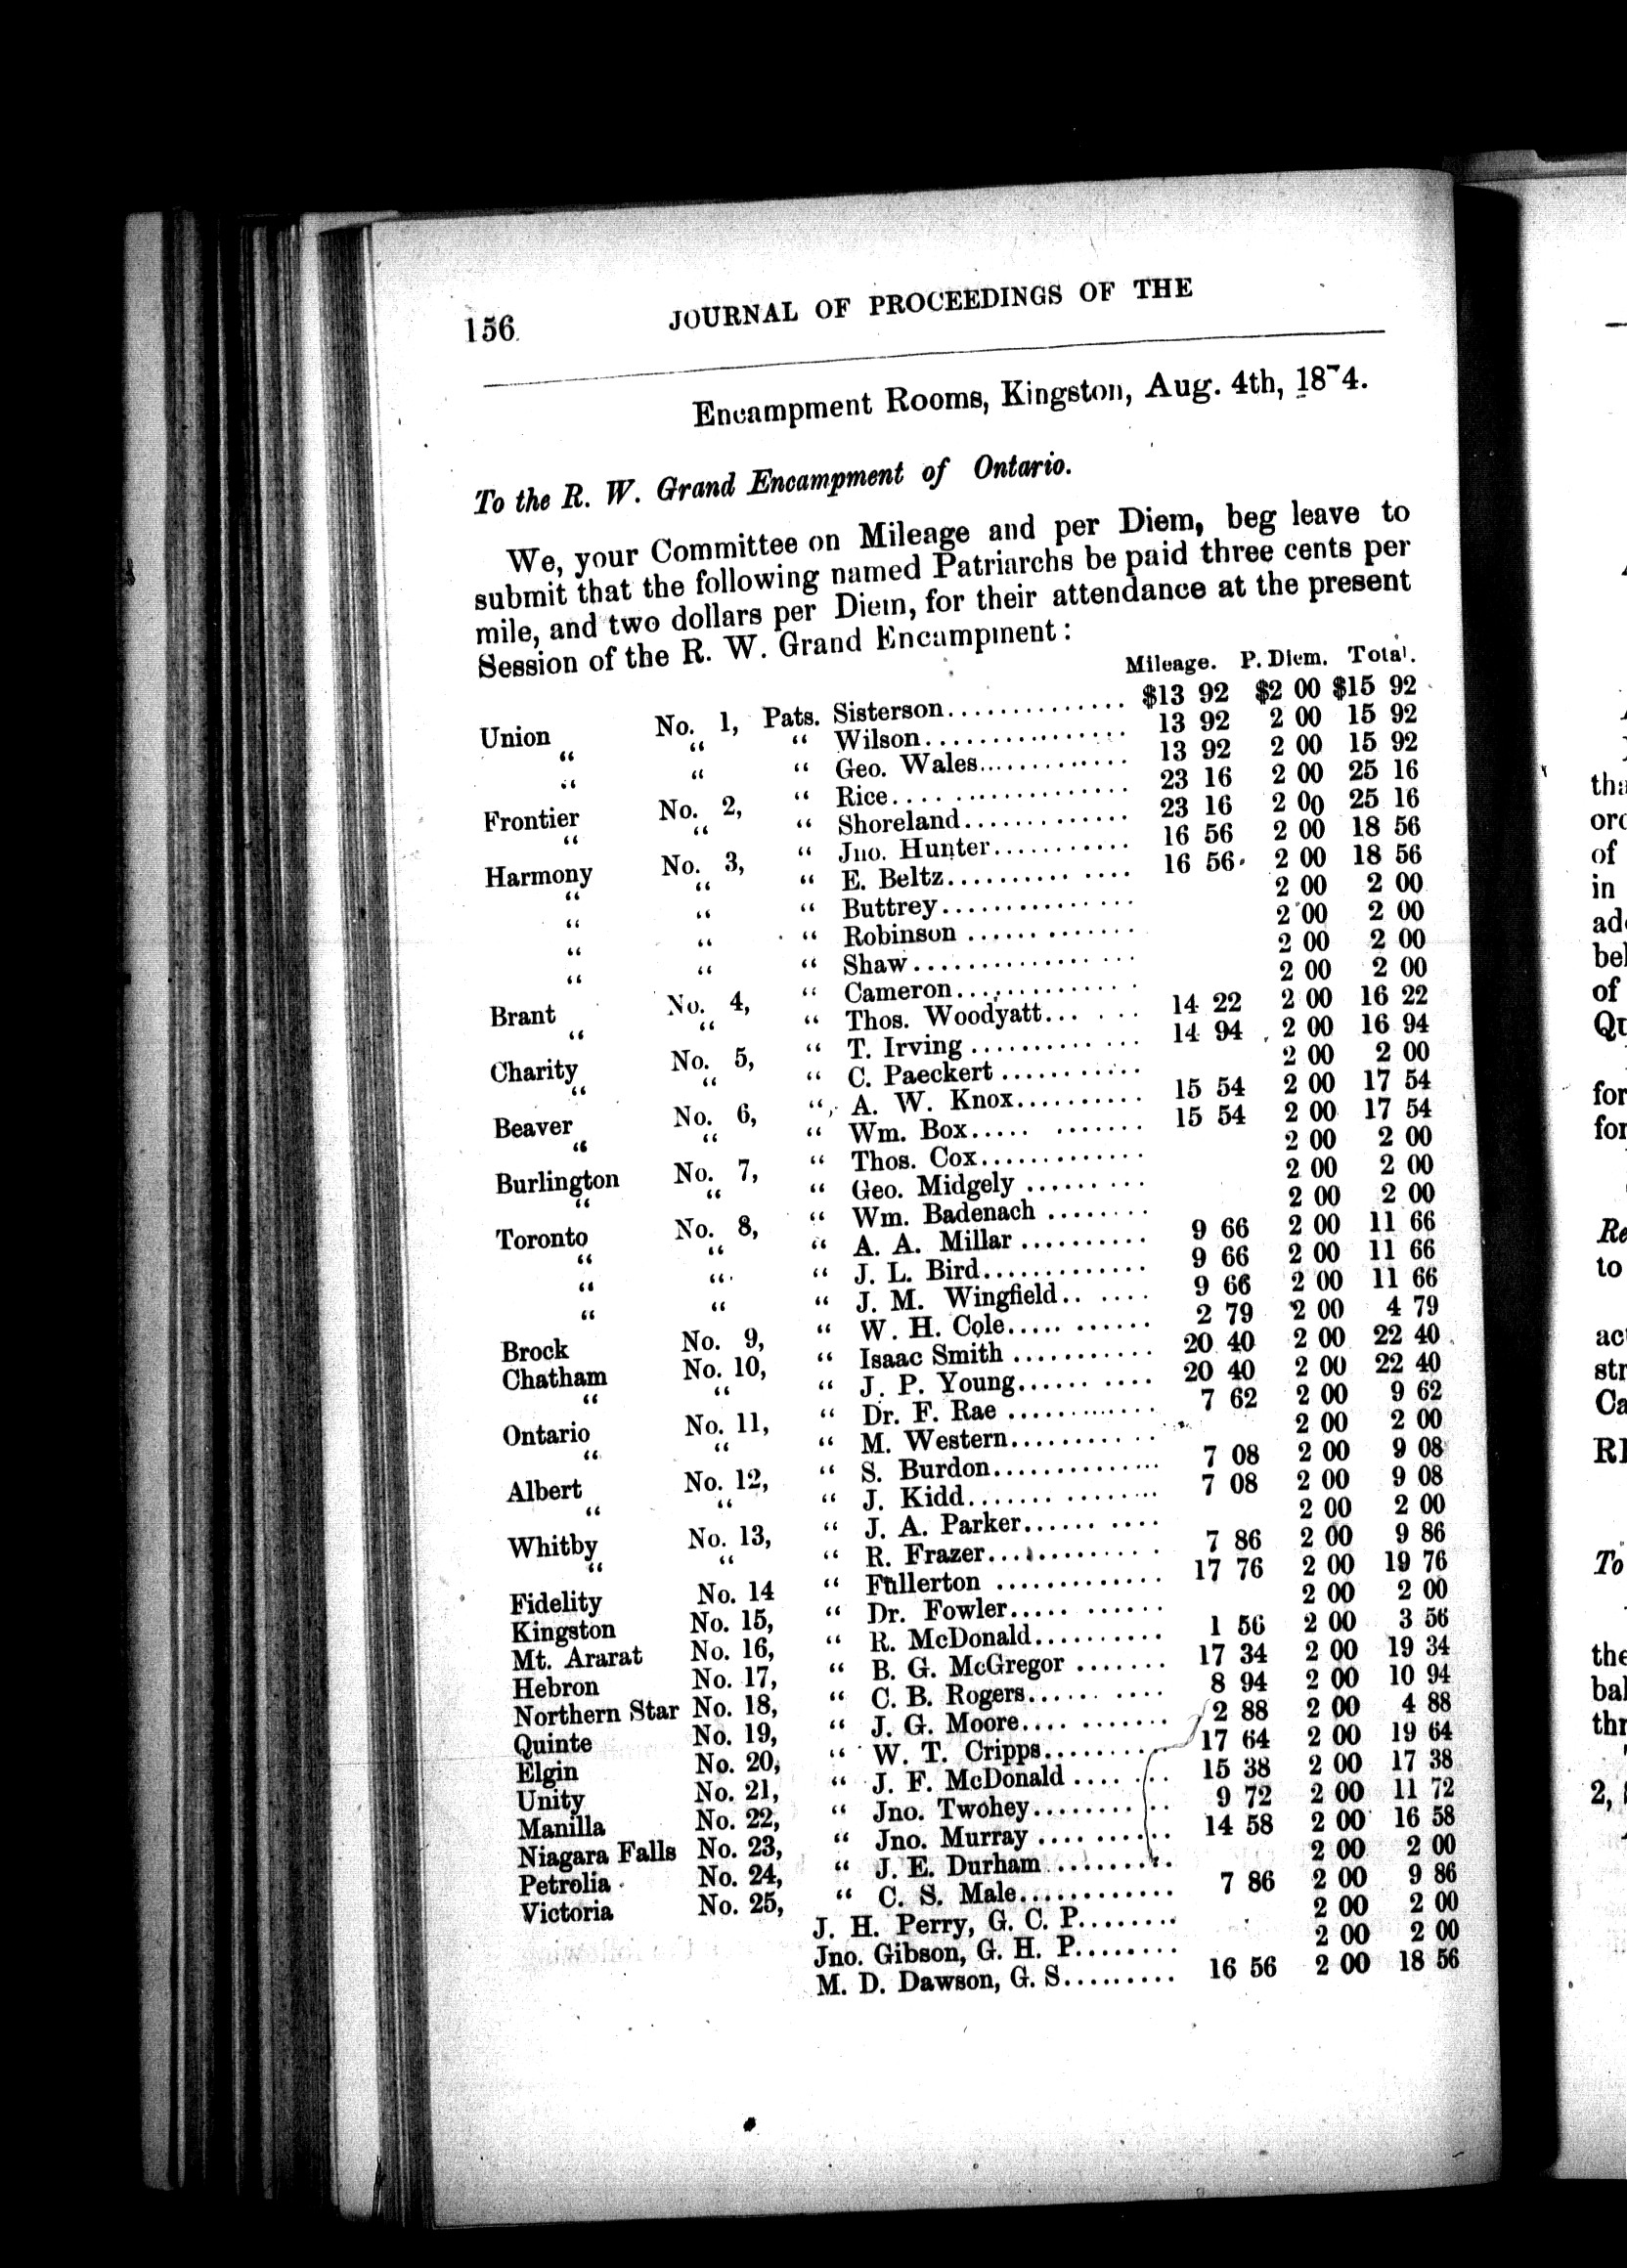 156 JOURNAL OF PROCEEDINGS OF THE
Encampment Rooms, Kingston, Aug. 4th, 1874.
To the R. W. Grand Encampment of Ontario.
We, your Committee on Mileage and per Diem, beg leave to
submit that the following named Patriarchs be paid three cents per
mile, and two dollars per Diem, for their attendance at the present
Session of the R. W. Grand Encampment:
Mileage. P. Diem. Total.
Union No. 1, Pats. Sisterson.............. $13 92 $2 00 $15 92
“ “ “ Wilson................ 13 92 2 00 15 92
“ “ “ Geo. Wales............. 13 92 2 00 15 92
Frontier No. 2, “ Rice.................. 23 16 2 00 25 16
“ “ “ Shoreland............. 23 16 2 00 25 16
Harmony No. 3, “ Jno. Hunter........... 16 56 2 00 18 56
“ “ “ E. Beltz.............. 16 56 2 00 18 56
“ “ “ Buttrey............... 2 00 2 00
“ “ “ Robinson ............. 2 00 2 00
“ “ “ Shaw................ 2 00 2 00
Brant No. 4, “ Cameron.............. 2 00 2 00
“ “ “ Thos. Woodyatt...... 14 22 2 00 16 22
Charity No. 5, “ T. Irving ............. 14 94 2 00 16 94
“ “ “ C. Paeckert ........... 2 00 2 00
Beaver No. 6, “ A. W. Knox.......... 15 54 2 00 17 54
“ “ “ Wm. Box............ 15 54 2 00 17 54
Burlington No. 7, “ Thos. Cox............. 2 00 2 00
“ “ “ Geo. Midgely ......... 2 00 2 00
Toronto No. 8, “ Wm. Badenach ........ 2 00 2 00
“ “ “ A. A. Millar .......... 9 66 2 00 11 66
“ “ “ J. L. Bird............. 9 66 2 00 11 66
“ “ “ J. M. Wingfield...... 9 66 2 00 11 66
Brock No. 9, “ W. H. Cole........... 2 79 2 00 4 79
Chatham No. 10, “ Isaac Smith ........... 20 40 2 00 22 40
“ “ “ J. P. Young.......... 20 40 2 00 22 40
Ontario No. 11, “ Dr. F. Rae ............ 7 62 2 00 9 62
“ “ “ M. Western........... 2 00 2 00
Albert No. 12, “ S. Burdon.............. 7 08 2 00 9 08
“ “ “ J. Kidd.............. 7 08 2 00 9 08
Whitby No. 13, “ J. A. Parker.......... 2 00 2 00
“ “ “ R. Frazer............. 7 86 2 00 9 86
Fidelity No. 14 “ Fullerton ............. 17 76 2 00 19 76
Kingston No. 15, “ Dr. Fowler........... 2 00 2 00
Mt. Ararat No. 16, “ R. McDonald.......... 1 56 2 00 3 56
Hebron No. 17, “ B. G. McGregor ....... 17 34 2 00 19 34
Northern Star No. 18, “ C. B. Rogers.......... 8 94 2 00 10 94
Quinte No. 19, “ J. G. Moore........... 2 88 2 00 4 88
Elgin No. 20, “ W. T. Cripps......... 17 64 2 00 19 64
Unity No. 21, “ J. F. McDonald ....... 15 38 2 00 17 38
Manilla No. 22, “ Jno. Twohey.......... 9 72 2 00 11 72
Niagara Falls No. 23, “ Jno. Murray .......... 14 58 2 00 16 58
Petrolia No. 24, “ J. E. Durham......... 2 00 2 00
Victoria No. 25, “ C. S. Male............ 7 86 2 00 9 86
J. H. Perry, G. C. P........ 2 00 2 00
Jno. Gibson, G. H. P........ 2 00 2 00
M. D. Dawson, G. S......... 16 56 2 00 18 56